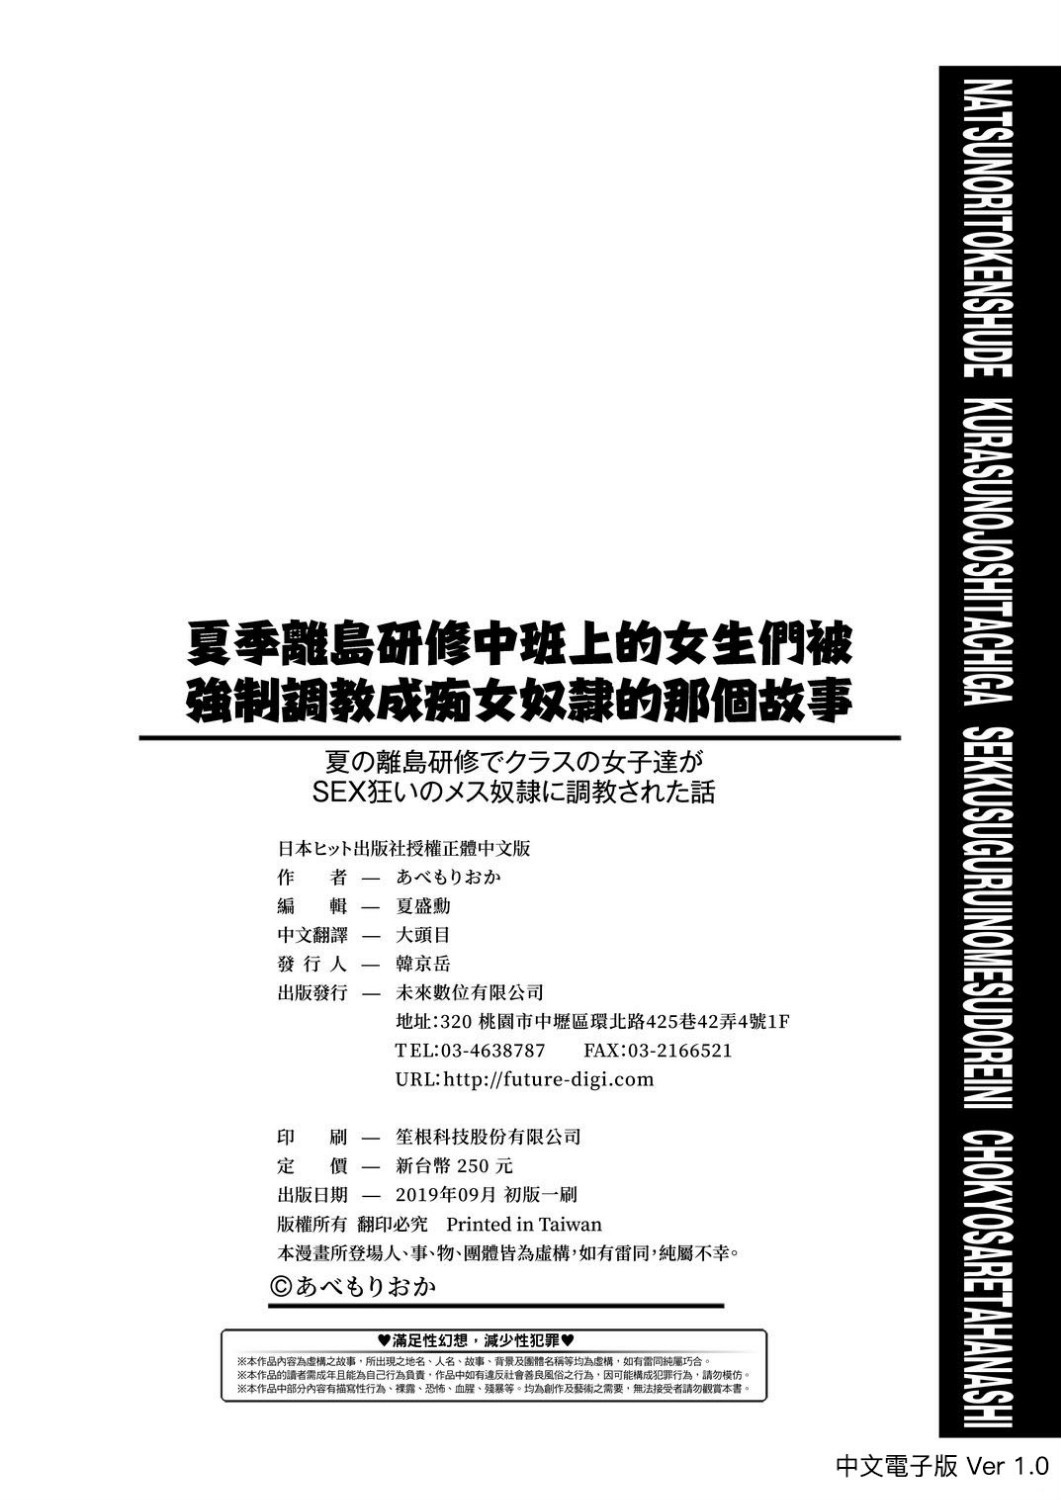 夏季離島研修中班上的女生們被
強制調教成痴女奴隸的那個故事
夏の離島研修でクラスの女子達が
SEX狂いのメス奴隷に調教された話
日本ヒット出版社授權正體中文版
作　者 — あべもりおか
編　輯 — 夏盛勳
中文翻譯 — 大頭目
發 行 人 — 韓京岳
出版發行 — 未來數位有限公司
地址:320 桃園市中壢區環北路425巷42弄4號1F
TEL:03-4638787　FAX:03-2166521
URL:http://future-digi.com
印　刷 — 笙根科技股份有限公司
定　價 — 新台幣 250 元
出版日期 — 2019年09月 初版一刷
版權所有 翻印必究　Printed in Taiwan
本漫畫所登場人、事、物、團體皆為虛構,如有雷同,純屬不幸。
©あべもりおか
♥滿足性幻想，減少性犯罪♥
※本作品內容為虛構之故事，所出現之地名、人名、故事、背景及團體名稱等均為虛構，如有雷同純屬巧合。
※本作品的讀者需成年且能為自己行為負責，作品中如有違反社會善良風俗之行為，因可能構成犯罪行為，請勿模仿。
※本作品中部分內容有描寫性行為、裸露、恐怖、血腥、殘暴等。均為創作及藝術之需要，無法接受者請勿觀賞本書。
NATSUNORITOKENSHUDE KURASUNOJOSHITACHIGA SEKKUSUGURUINOMESUDOREINI CHOKYOSARETAHANASHI
中文電子版 Ver 1.0